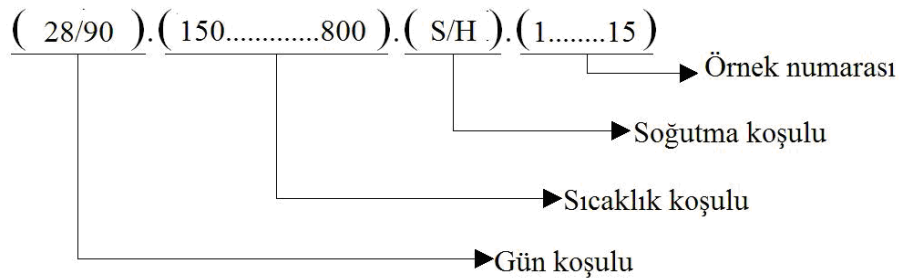 ( 28/90 ).(150.............800).( S/H ).(1........15)
Örnek numarası
Soğutma koşulu
Sıcaklık koşulu
Gün koşulu